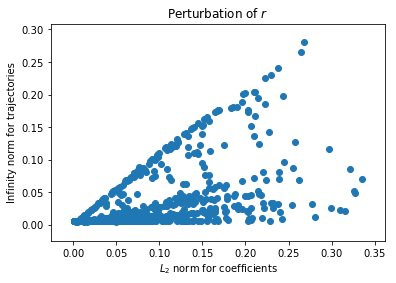 Perturbation of r
Infinity norm for trajectories
0.30
0.25
0.20
0.15
0.10
0.05
0.00
0.00 0.05 0.10 0.15 0.20 0.25 0.30 0.35
L₂ norm for coefficients